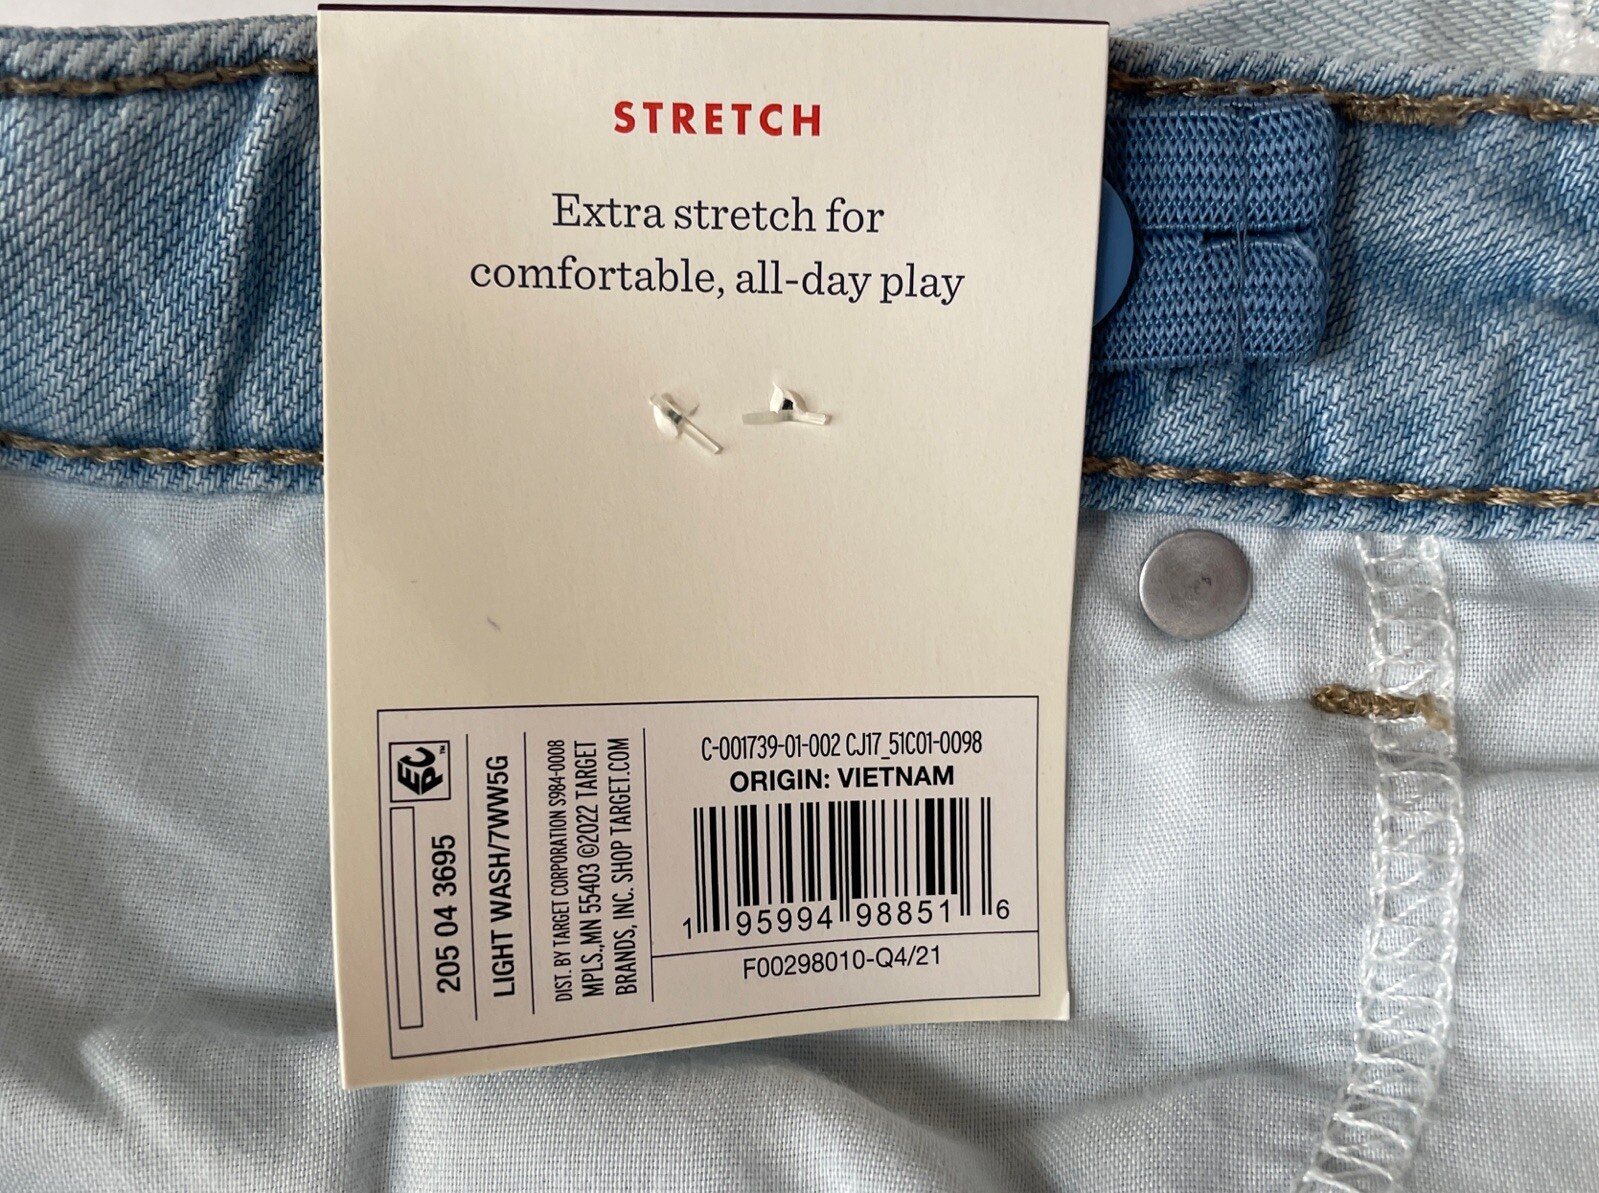 STRETCH
Extra stretch for
comfortable, all-day play
EPC™
205 04 3695
LIGHT WASH/7WW5G
DIST. BY TARGET CORPORATION S984-0008
MPLS.,MN 55403 ©2022 TARGET
BRANDS, INC. SHOP TARGET.COM
C-001739-01-002 CJ17_51C01-0098
ORIGIN: VIETNAM
1 95994 98851 6
F00298010-Q4/21